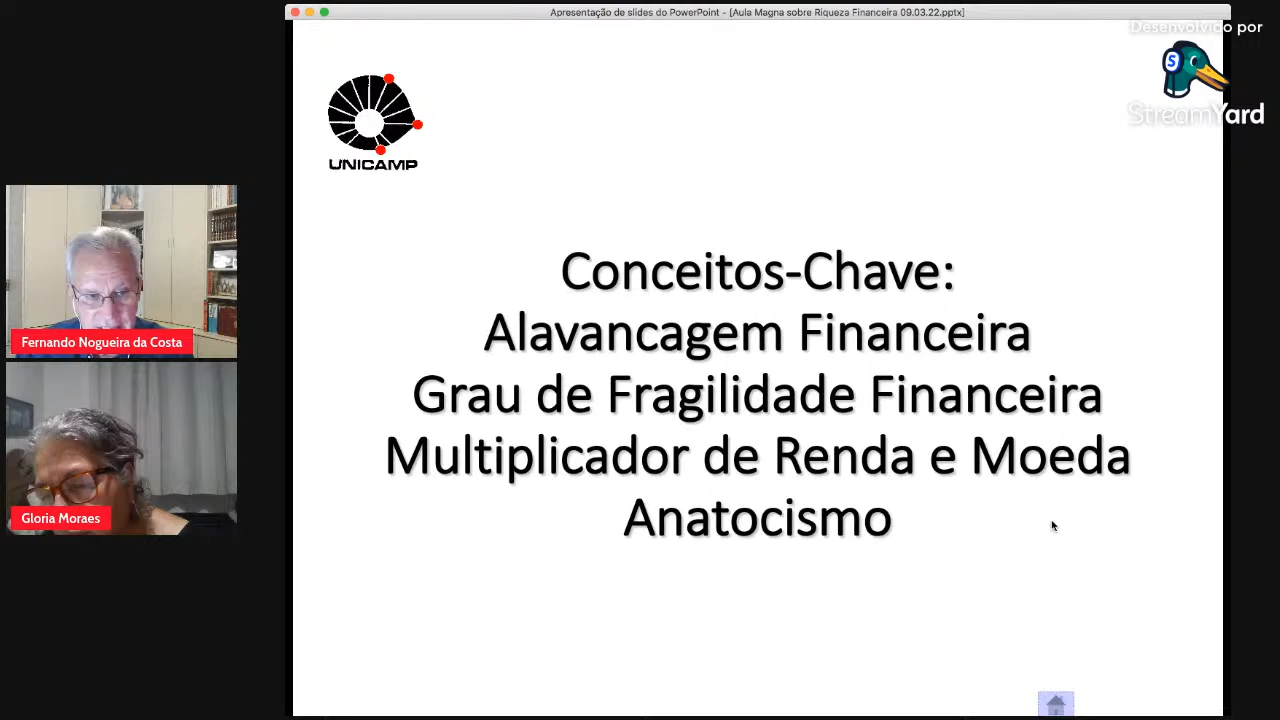 Apresentação de slides do PowerPoint - [Aula Magna sobre Riqueza Financeira 09.03.22.pptx]
Desenvolvido por
S
StreamYard
UNICAMP
Conceitos-Chave:
Alavancagem Financeira
Grau de Fragilidade Financeira
Multiplicador de Renda e Moeda
Anatocismo
Fernando Nogueira da Costa
Gloria Moraes